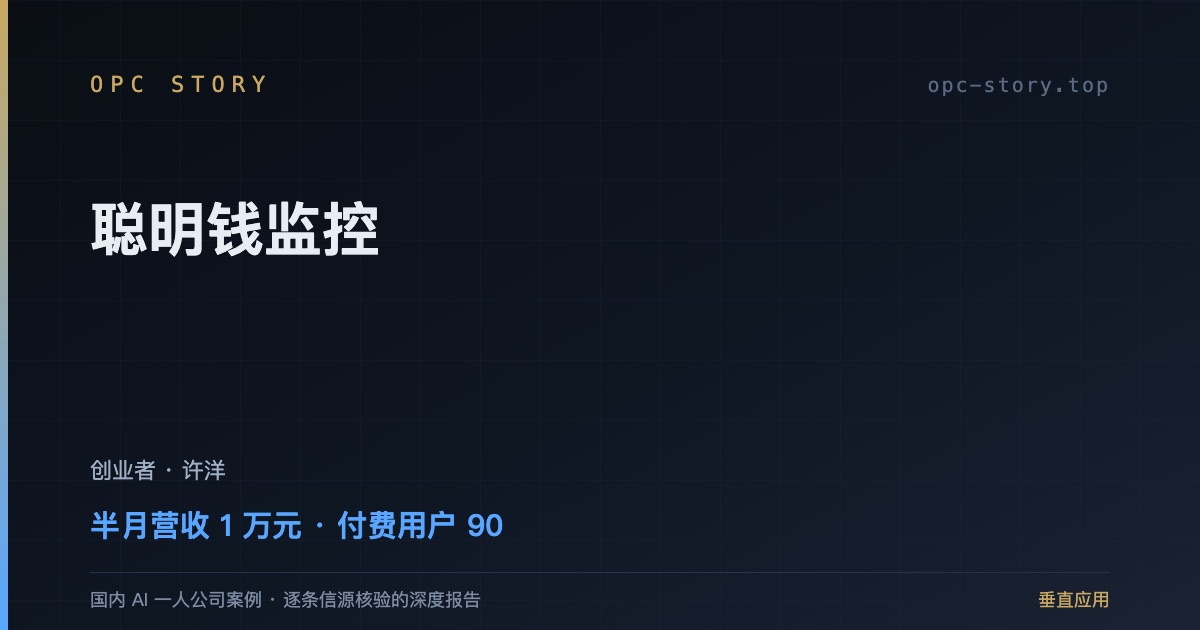 OPC STORY
opc-story.top
聪明钱监控
创业者 · 许洋
半月营收 1 万元 · 付费用户 90
国内 AI 一人公司案例 · 逐条信源核验的深度报告
垂直应用